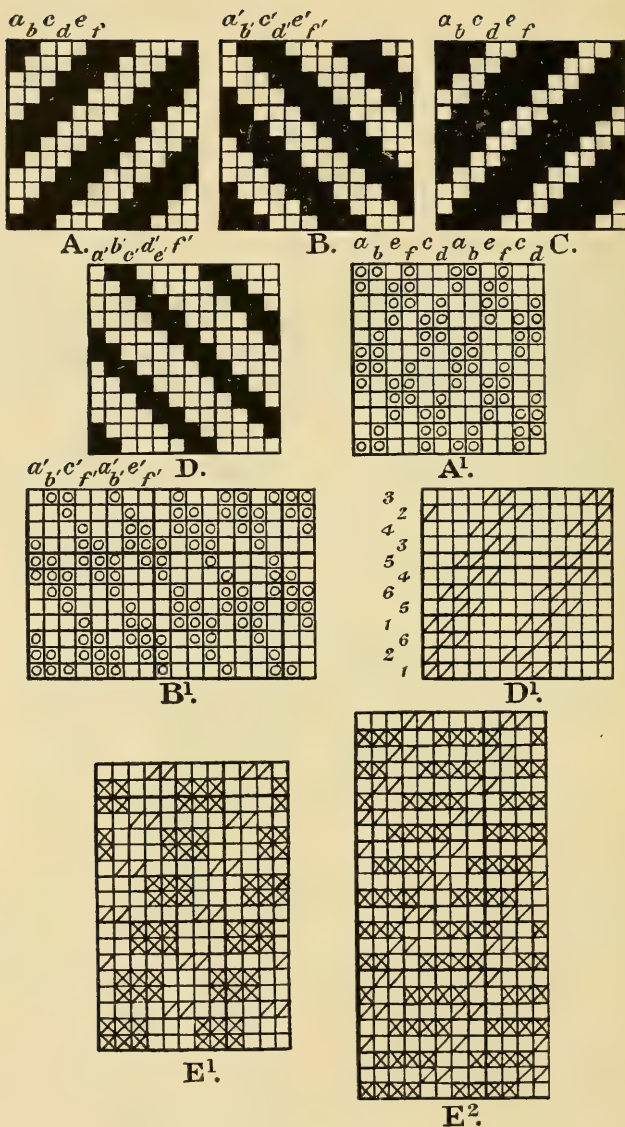 a b c d e f
a' b' c' d' e' f'
a b c d e f
A.
B.
C.
a' b' c' d' e' f'
a b e f c d a b e f c d
D.
A¹.
a' b' c' f' a' b' e' f'
3
2
4
3
5
4
6
5
1
6
2
1
B¹.
D¹.
E¹.
E².